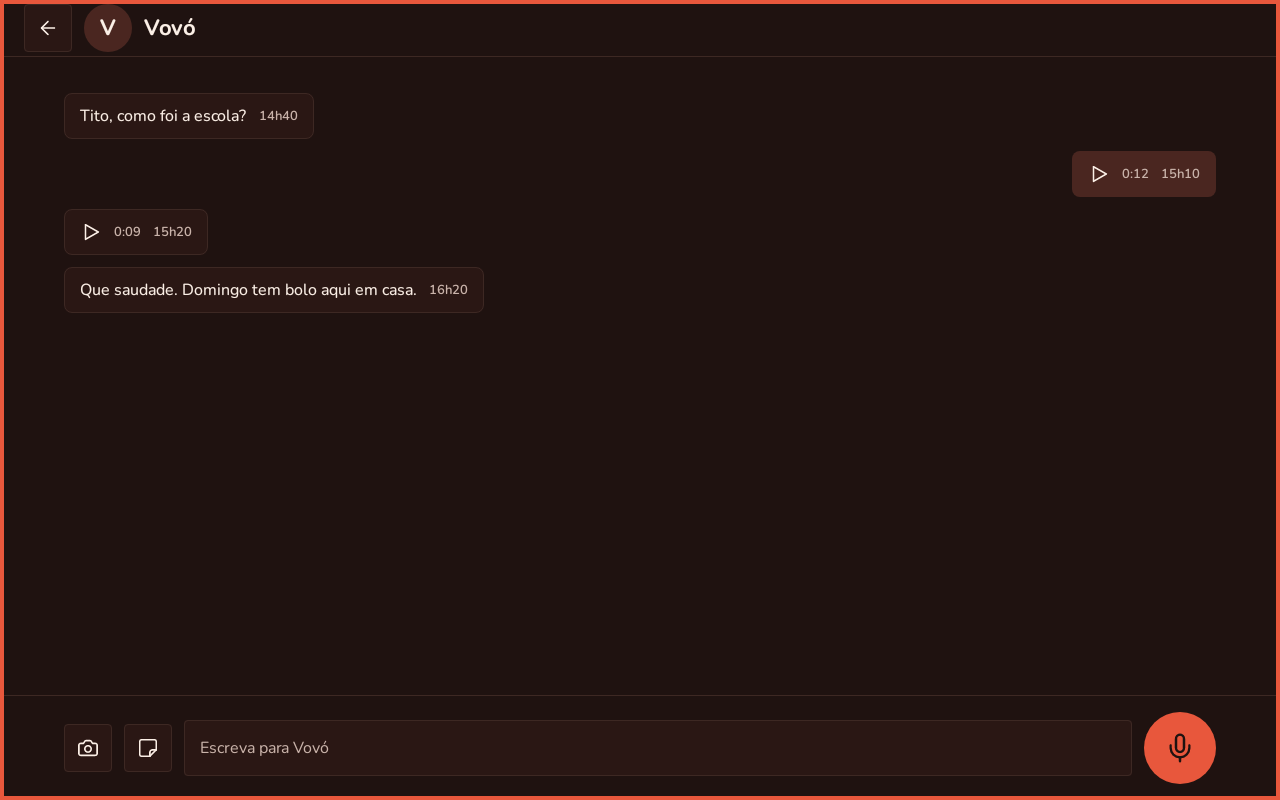 V Vovó
Tito, como foi a escola? 14h40
0:12 15h10
0:09 15h20
Que saudade. Domingo tem bolo aqui em casa. 16h20
Escreva para Vovó